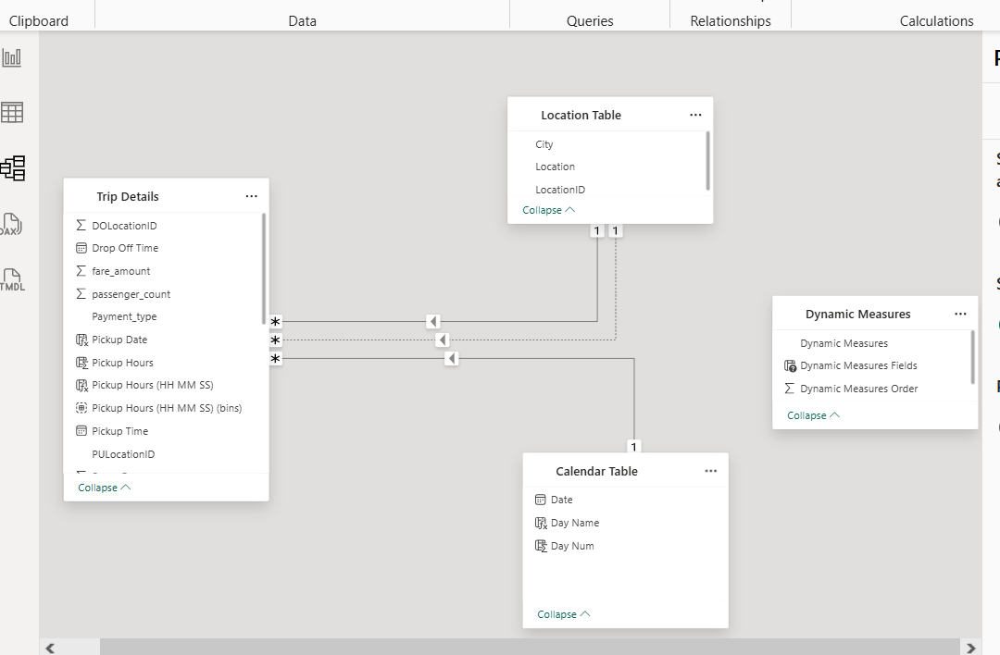 Clipboard
Data
Queries
Relationships
Calculations
DAX
TMDL
Location Table
City
Location
LocationID
Collapse
Trip Details
DOLocationID
Drop Off Time
fare_amount
passenger_count
Payment_type
Pickup Date
Pickup Hours
Pickup Hours (HH MM SS)
Pickup Hours (HH MM SS) (bins)
Pickup Time
PULocationID
Collapse
1 1
*
*
*
Dynamic Measures
Dynamic Measures
Dynamic Measures Fields
Dynamic Measures Order
Collapse
1
Calendar Table
Date
Day Name
Day Num
Collapse